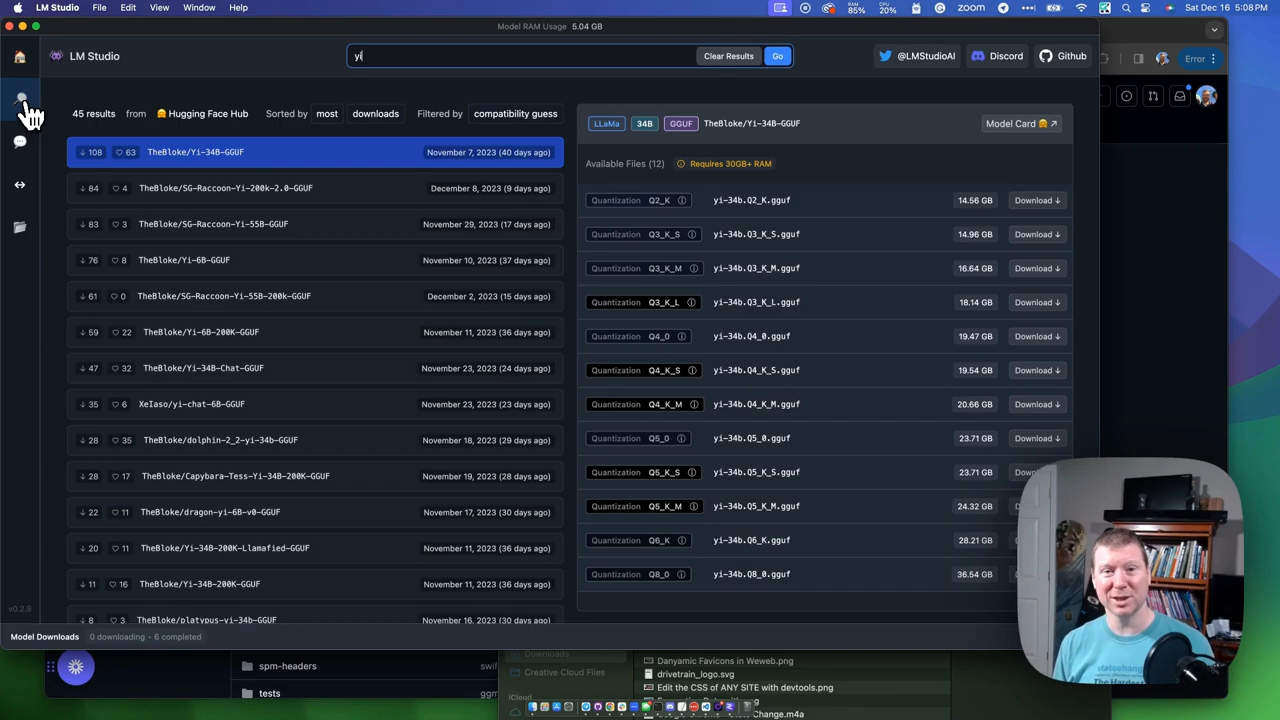 LM Studio File Edit View Window Help
RAM 85% CPU 20% zoom Sat Dec 16 5:08 PM
Model RAM Usage 5.04 GB
LM Studio
yi
Clear Results Go
@LMStudioAI Discord Github
Error
45 results from Hugging Face Hub Sorted by most downloads Filtered by compatibility guess
↓ 108 ♡ 63 TheBloke/Yi-34B-GGUF November 7, 2023 (40 days ago)
↓ 84 ♡ 4 TheBloke/SG-Raccoon-Yi-200k-2.0-GGUF December 8, 2023 (9 days ago)
↓ 83 ♡ 3 TheBloke/SG-Raccoon-Yi-55B-GGUF November 29, 2023 (17 days ago)
↓ 76 ♡ 8 TheBloke/Yi-6B-GGUF November 10, 2023 (37 days ago)
↓ 61 ♡ 0 TheBloke/SG-Raccoon-Yi-55B-200k-GGUF December 2, 2023 (15 days ago)
↓ 59 ♡ 22 TheBloke/Yi-6B-200K-GGUF November 11, 2023 (36 days ago)
↓ 47 ♡ 32 TheBloke/Yi-34B-Chat-GGUF November 23, 2023 (24 days ago)
↓ 35 ♡ 6 XeIaso/yi-chat-6B-GGUF November 23, 2023 (23 days ago)
↓ 28 ♡ 35 TheBloke/dolphin-2_2-yi-34b-GGUF November 18, 2023 (29 days ago)
↓ 28 ♡ 17 TheBloke/Capybara-Tess-Yi-34B-200K-GGUF November 19, 2023 (28 days ago)
↓ 22 ♡ 11 TheBloke/dragon-yi-6B-v0-GGUF November 17, 2023 (30 days ago)
↓ 20 ♡ 11 TheBloke/Yi-34B-200K-Llamafied-GGUF November 11, 2023 (36 days ago)
↓ 11 ♡ 16 TheBloke/Yi-34B-200K-GGUF November 11, 2023 (36 days ago)
↓ 8 ♡ 3 TheBloke/platypus-yi-34b-GGUF November 16, 2023 (30 days ago)
LLaMa 34B GGUF TheBloke/Yi-34B-GGUF Model Card ↗
Available Files (12) Requires 30GB+ RAM
Quantization Q2_K yi-34b.Q2_K.gguf 14.56 GB Download ↓
Quantization Q3_K_S yi-34b.Q3_K_S.gguf 14.96 GB Download ↓
Quantization Q3_K_M yi-34b.Q3_K_M.gguf 16.64 GB Download ↓
Quantization Q3_K_L yi-34b.Q3_K_L.gguf 18.14 GB Download ↓
Quantization Q4_0 yi-34b.Q4_0.gguf 19.47 GB Download ↓
Quantization Q4_K_S yi-34b.Q4_K_S.gguf 19.54 GB Download ↓
Quantization Q4_K_M yi-34b.Q4_K_M.gguf 20.66 GB Download ↓
Quantization Q5_0 yi-34b.Q5_0.gguf 23.71 GB Download ↓
Quantization Q5_K_S yi-34b.Q5_K_S.gguf 23.71 GB
Quantization Q5_K_M yi-34b.Q5_K_M.gguf 24.32 GB
Quantization Q6_K yi-34b.Q6_K.gguf 28.21 GB
Quantization Q8_0 yi-34b.Q8_0.gguf 36.54 GB
v0.2.9
Model Downloads 0 downloading • 6 completed
spm-headers
tests
Downloads
Creative Cloud Files
iCloud
Danyamic Favicons in Weweb.png
drivetrain_logo.svg
Edit the CSS of ANY SITE with devtools.png
statechange
The Hardest